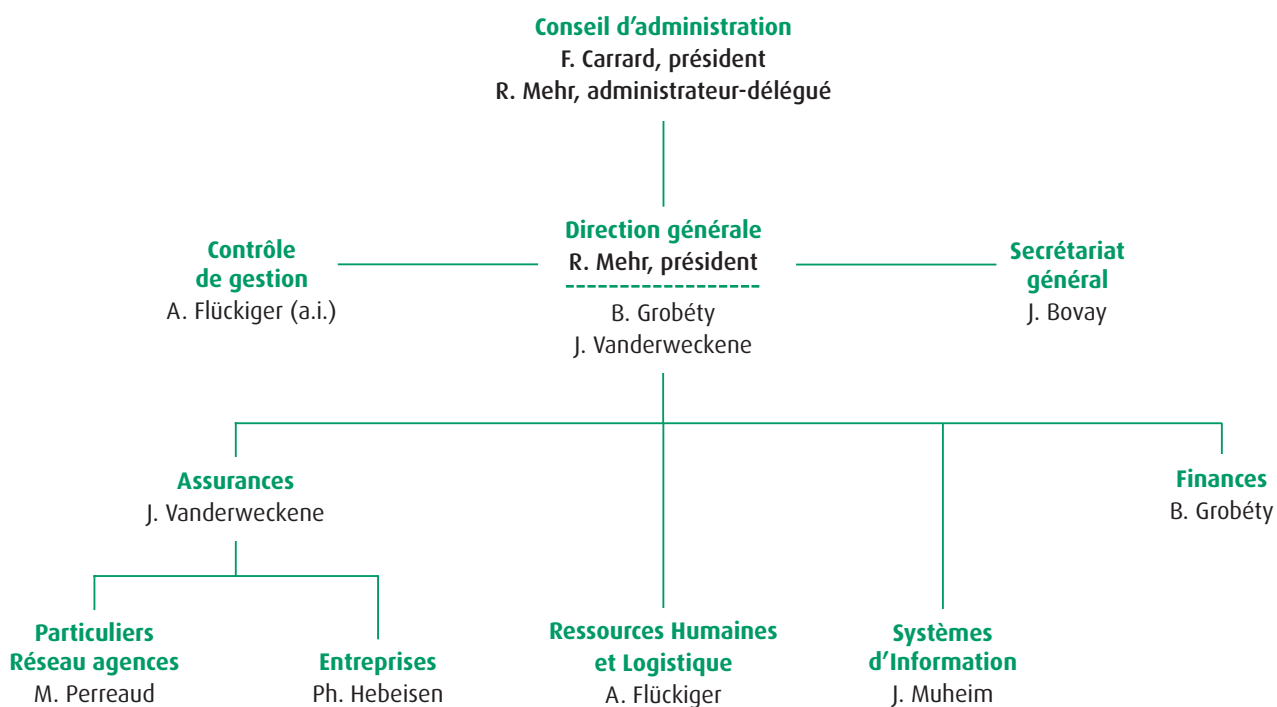 Conseil d’administration
F. Carrard, président
R. Mehr, administrateur-délégué
Contrôle
de gestion
A. Flückiger (a.i.)
Direction générale
R. Mehr, président
B. Grobéty
J. Vanderweckene
Secrétariat
général
J. Bovay
Assurances
J. Vanderweckene
Finances
B. Grobéty
Particuliers
Réseau agences
M. Perreaud
Entreprises
Ph. Hebeisen
Ressources Humaines
et Logistique
A. Flückiger
Systèmes
d’Information
J. Muheim